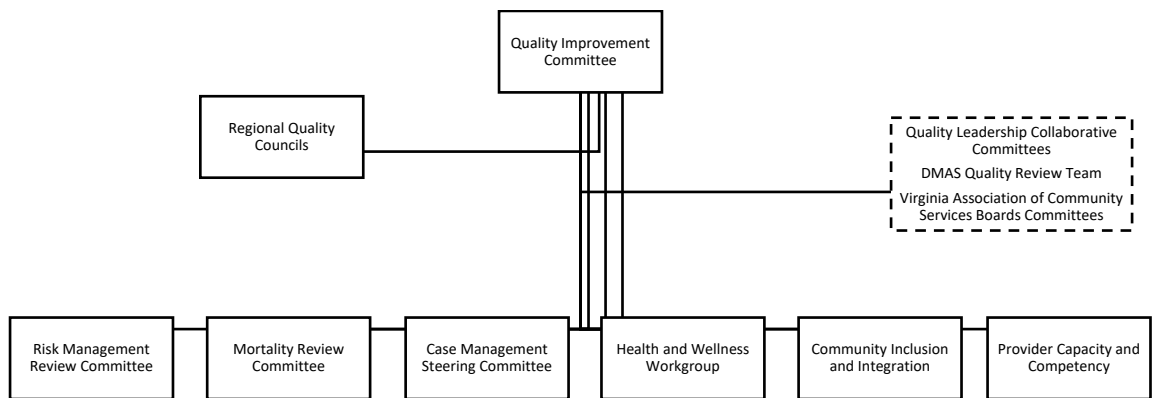 Quality Improvement
Committee
Regional Quality
Councils
Quality Leadership Collaborative
Committees
DMAS Quality Review Team
Virginia Association of Community
Services Boards Committees
Risk Management
Review Committee
Mortality Review
Committee
Case Management
Steering Committee
Health and Wellness
Workgroup
Community Inclusion
and Integration
Provider Capacity and
Competency